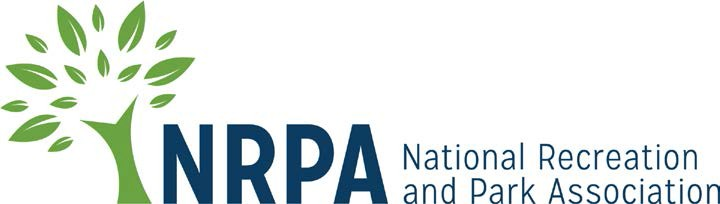 NRPA
National Recreation
and Park Association